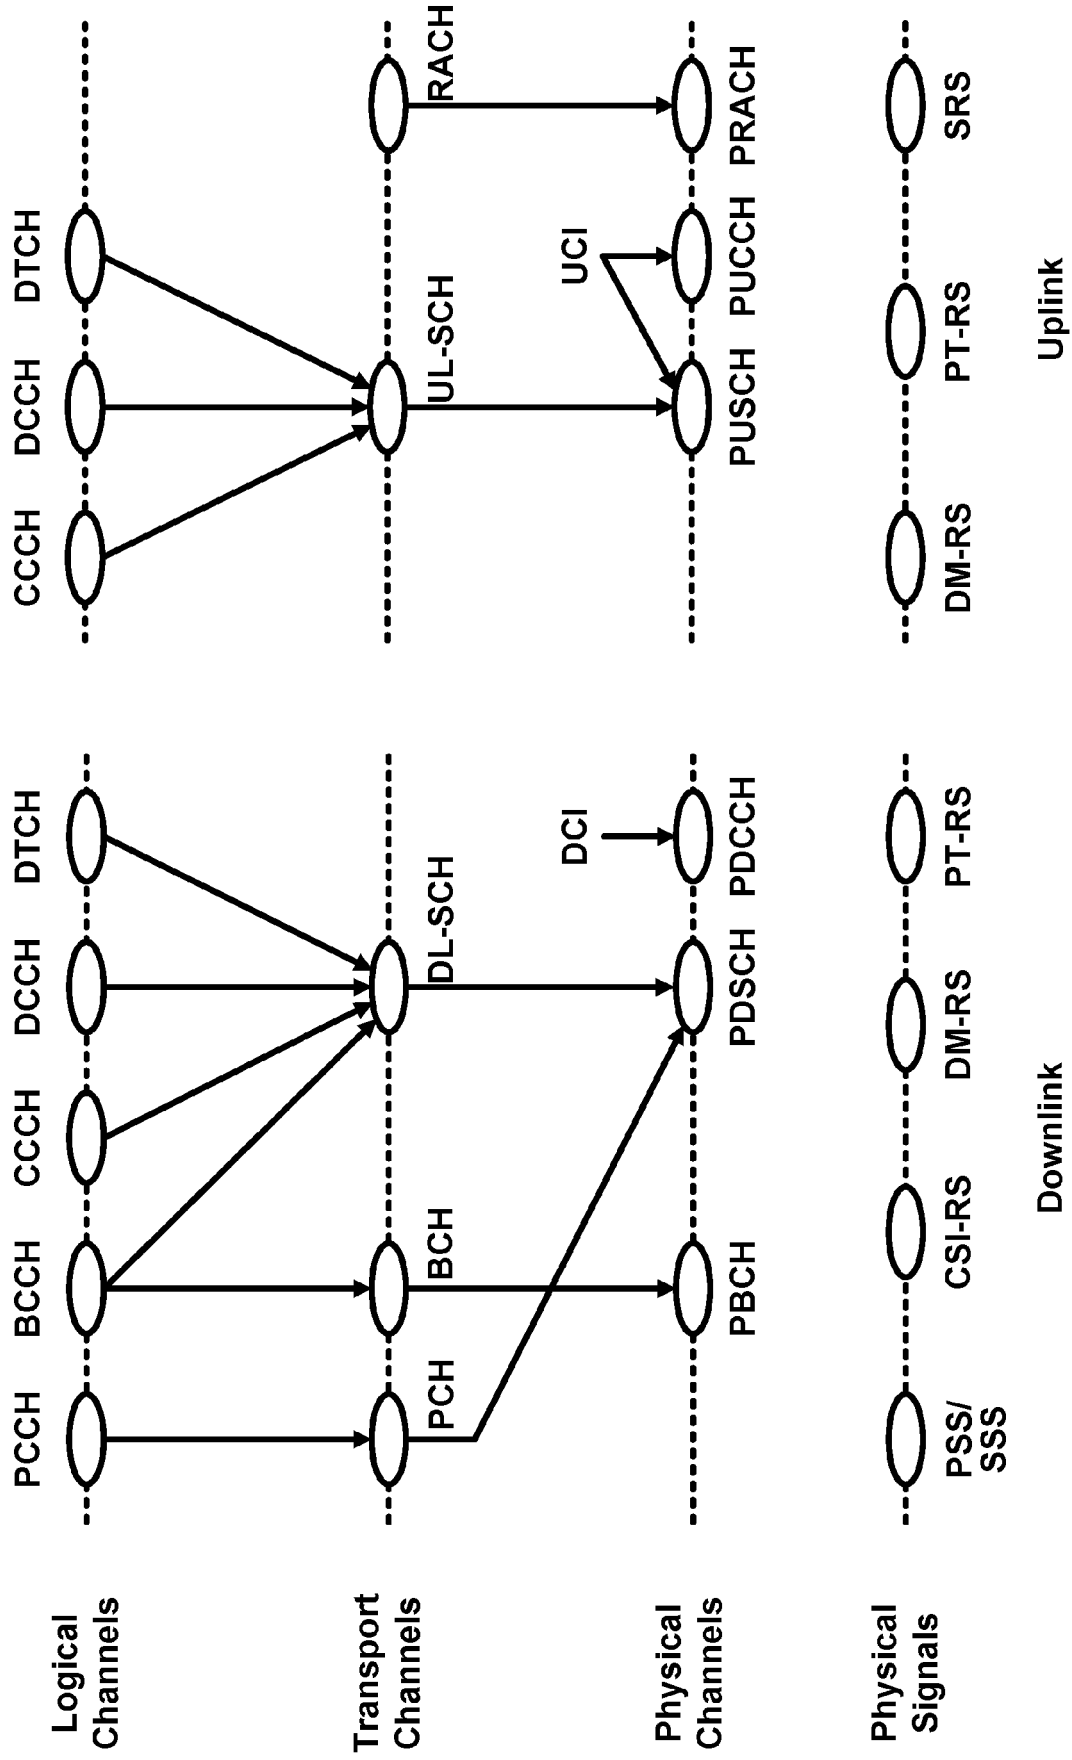 Logical
Channels
PCCH
BCCH
CCCH
DCCH
DTCH
CCCH
DCCH
DTCH
Transport
Channels
PCH
BCH
DL-SCH
UL-SCH
RACH
DCI
UCI
Physical
Channels
PBCH
PDSCH
PDCCH
PUSCH
PUCCH
PRACH
Physical
Signals
PSS/
SSS
CSI-RS
DM-RS
PT-RS
DM-RS
PT-RS
SRS
Downlink
Uplink